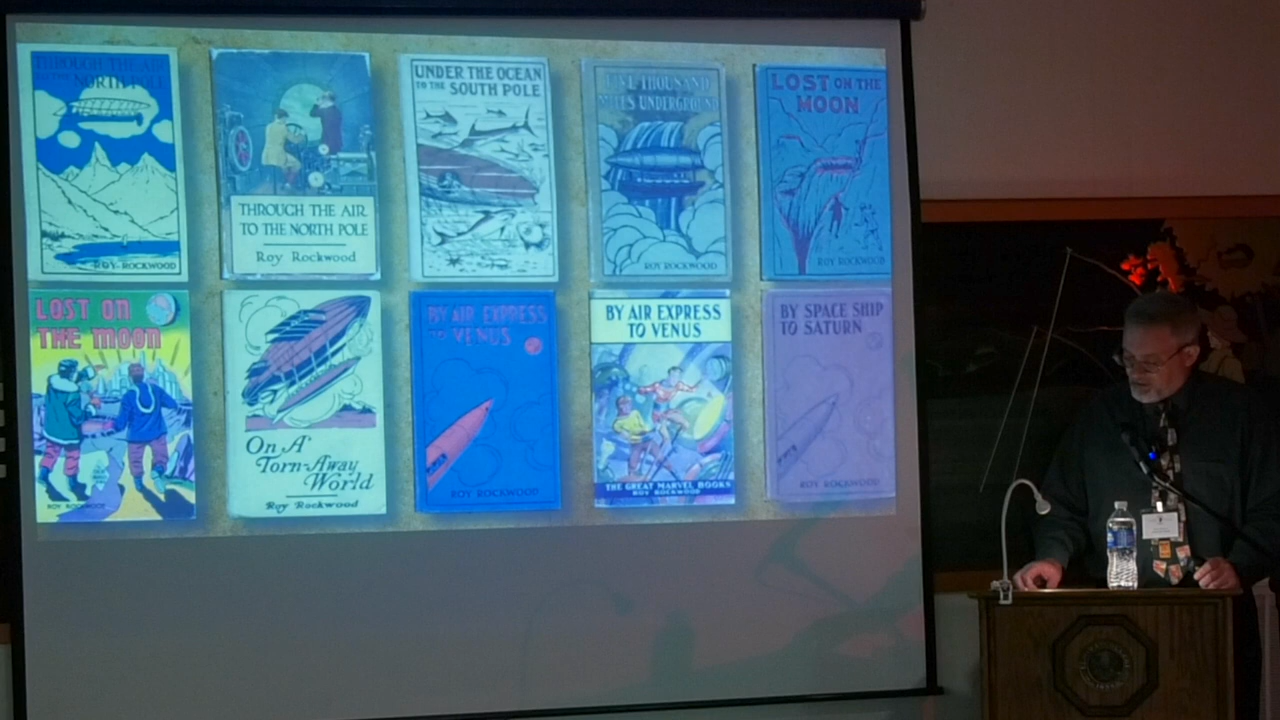 THROUGH THE AIR
TO THE NORTH POLE
ROY ROCKWOOD
THROUGH THE AIR
TO THE NORTH POLE
Roy Rockwood
UNDER THE OCEAN
TO THE SOUTH POLE
FIVE THOUSAND
MILES UNDERGROUND
ROY ROCKWOOD
LOST ON THE
MOON
ROY ROCKWOOD
LOST ON
THE MOON
ROY ROCKWOOD
On A
Torn-Away
World
Roy Rockwood
BY AIR EXPRESS
TO VENUS
ROY ROCKWOOD
BY AIR EXPRESS
TO VENUS
THE GREAT MARVEL BOOKS
ROY ROCKWOOD
BY SPACE SHIP
TO SATURN